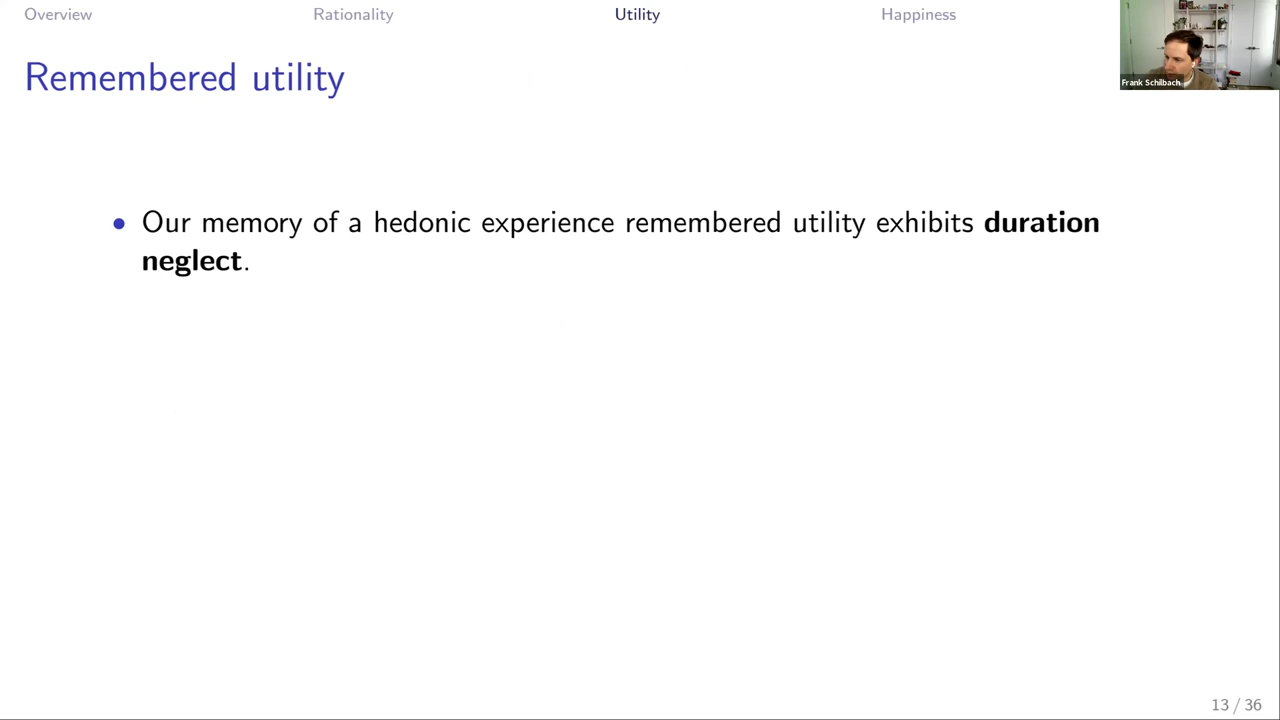 Overview Rationality Utility Happiness
Frank Schilbach
Remembered utility
• Our memory of a hedonic experience remembered utility exhibits duration
neglect.
13 / 36